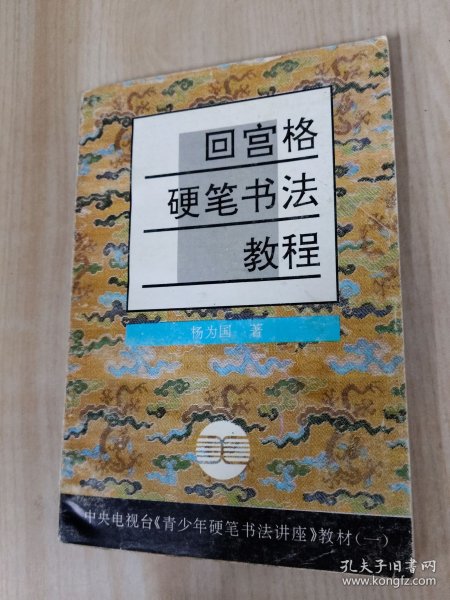 回宫格
硬笔书法
教程
杨为国 著
中央电视台《青少年硬笔书法讲座》教材(一)
孔夫子旧书网
www.kongfz.com